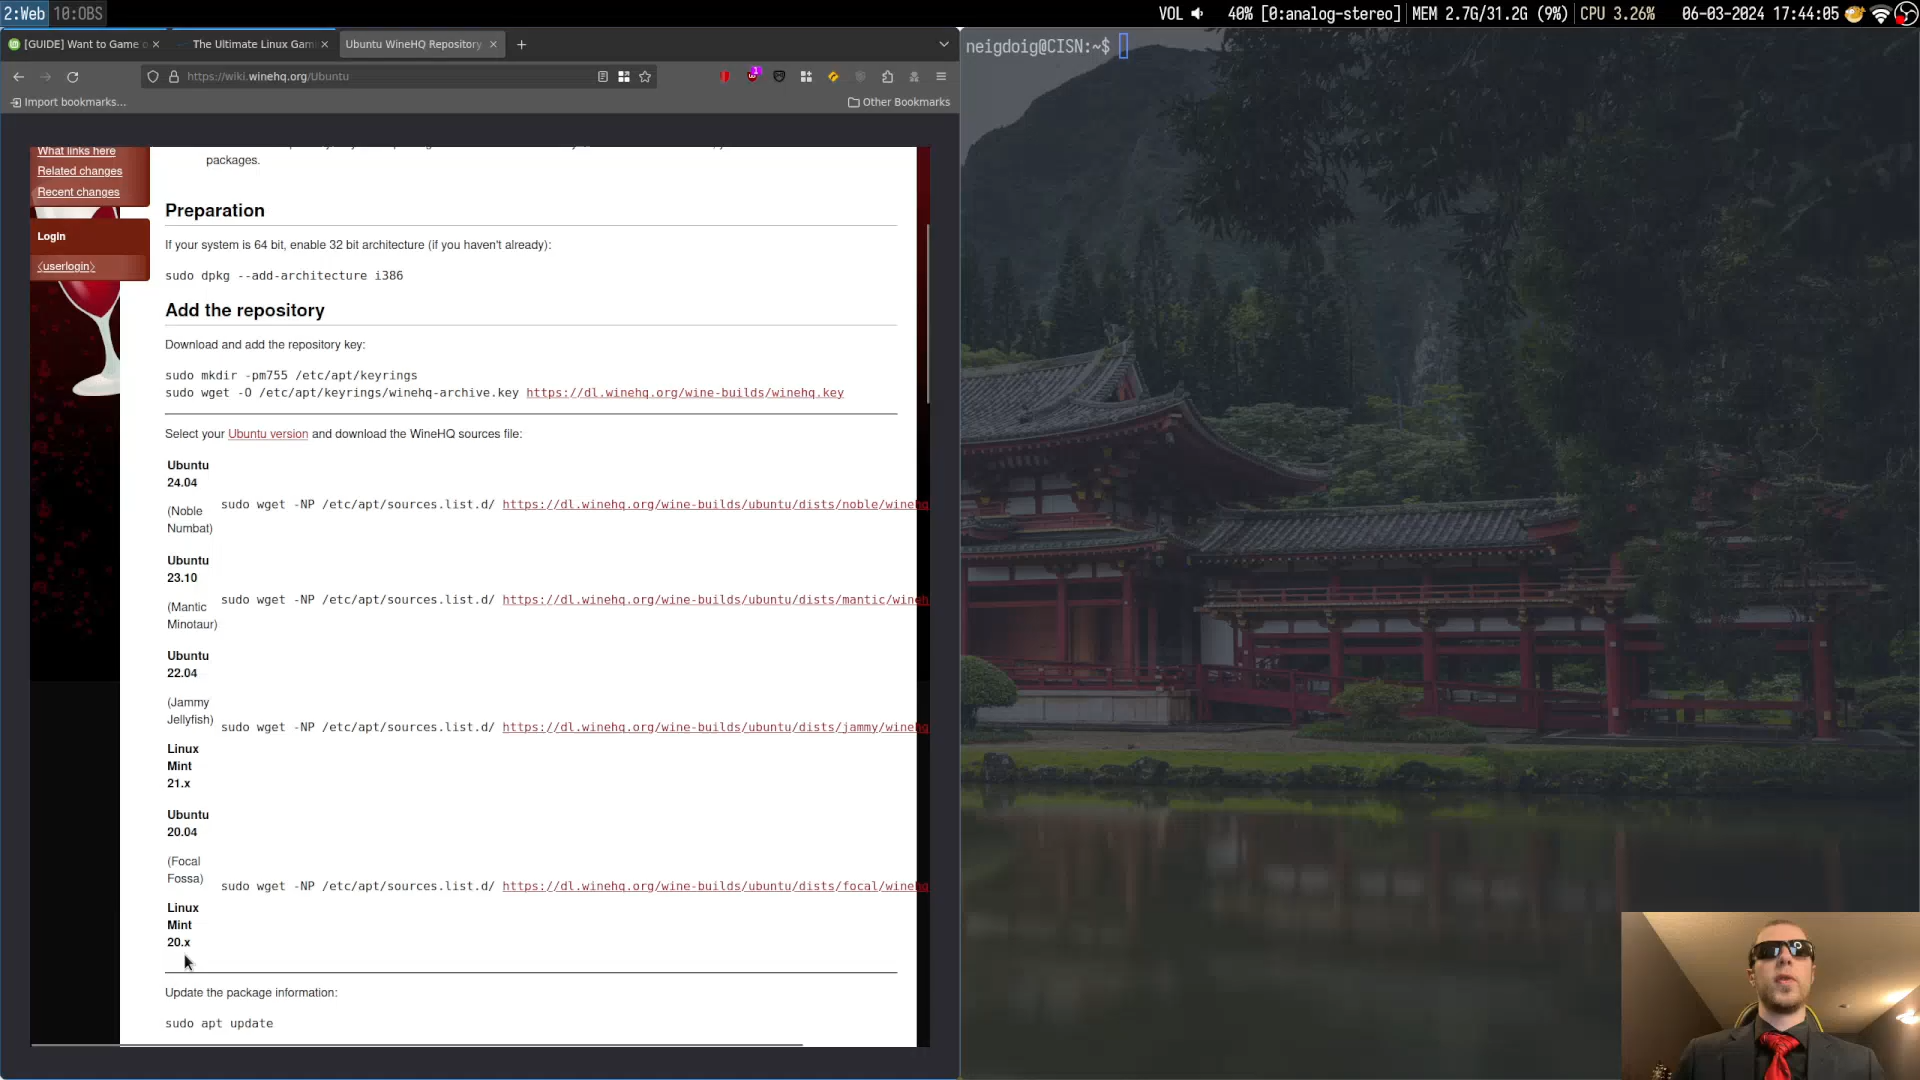 2:Web 10:OBS
VOL 40% [0:analog-stereo] MEM 2.7G/31.2G (9%) CPU 3.26% 06-03-2024 17:44:05
[GUIDE] Want to Game o
The Ultimate Linux Gam
Ubuntu WineHQ Repository
https://wiki.winehq.org/Ubuntu
1
Import bookmarks...
Other Bookmarks
neigdoig@CISN:~$
What links here
Related changes
Recent changes
Login
<userlogin>
packages.
Preparation
If your system is 64 bit, enable 32 bit architecture (if you haven't already):
sudo dpkg --add-architecture i386
Add the repository
Download and add the repository key:
sudo mkdir -pm755 /etc/apt/keyrings
sudo wget -O /etc/apt/keyrings/winehq-archive.key https://dl.winehq.org/wine-builds/winehq.key
Select your Ubuntu version and download the WineHQ sources file:
Ubuntu
24.04
(Noble
Numbat)
sudo wget -NP /etc/apt/sources.list.d/ https://dl.winehq.org/wine-builds/ubuntu/dists/noble/winehq
Ubuntu
23.10
(Mantic
Minotaur)
sudo wget -NP /etc/apt/sources.list.d/ https://dl.winehq.org/wine-builds/ubuntu/dists/mantic/wineh
Ubuntu
22.04
(Jammy
Jellyfish)
Linux
Mint
21.x
sudo wget -NP /etc/apt/sources.list.d/ https://dl.winehq.org/wine-builds/ubuntu/dists/jammy/winehq
Ubuntu
20.04
(Focal
Fossa)
Linux
Mint
20.x
sudo wget -NP /etc/apt/sources.list.d/ https://dl.winehq.org/wine-builds/ubuntu/dists/focal/winehq
Update the package information:
sudo apt update